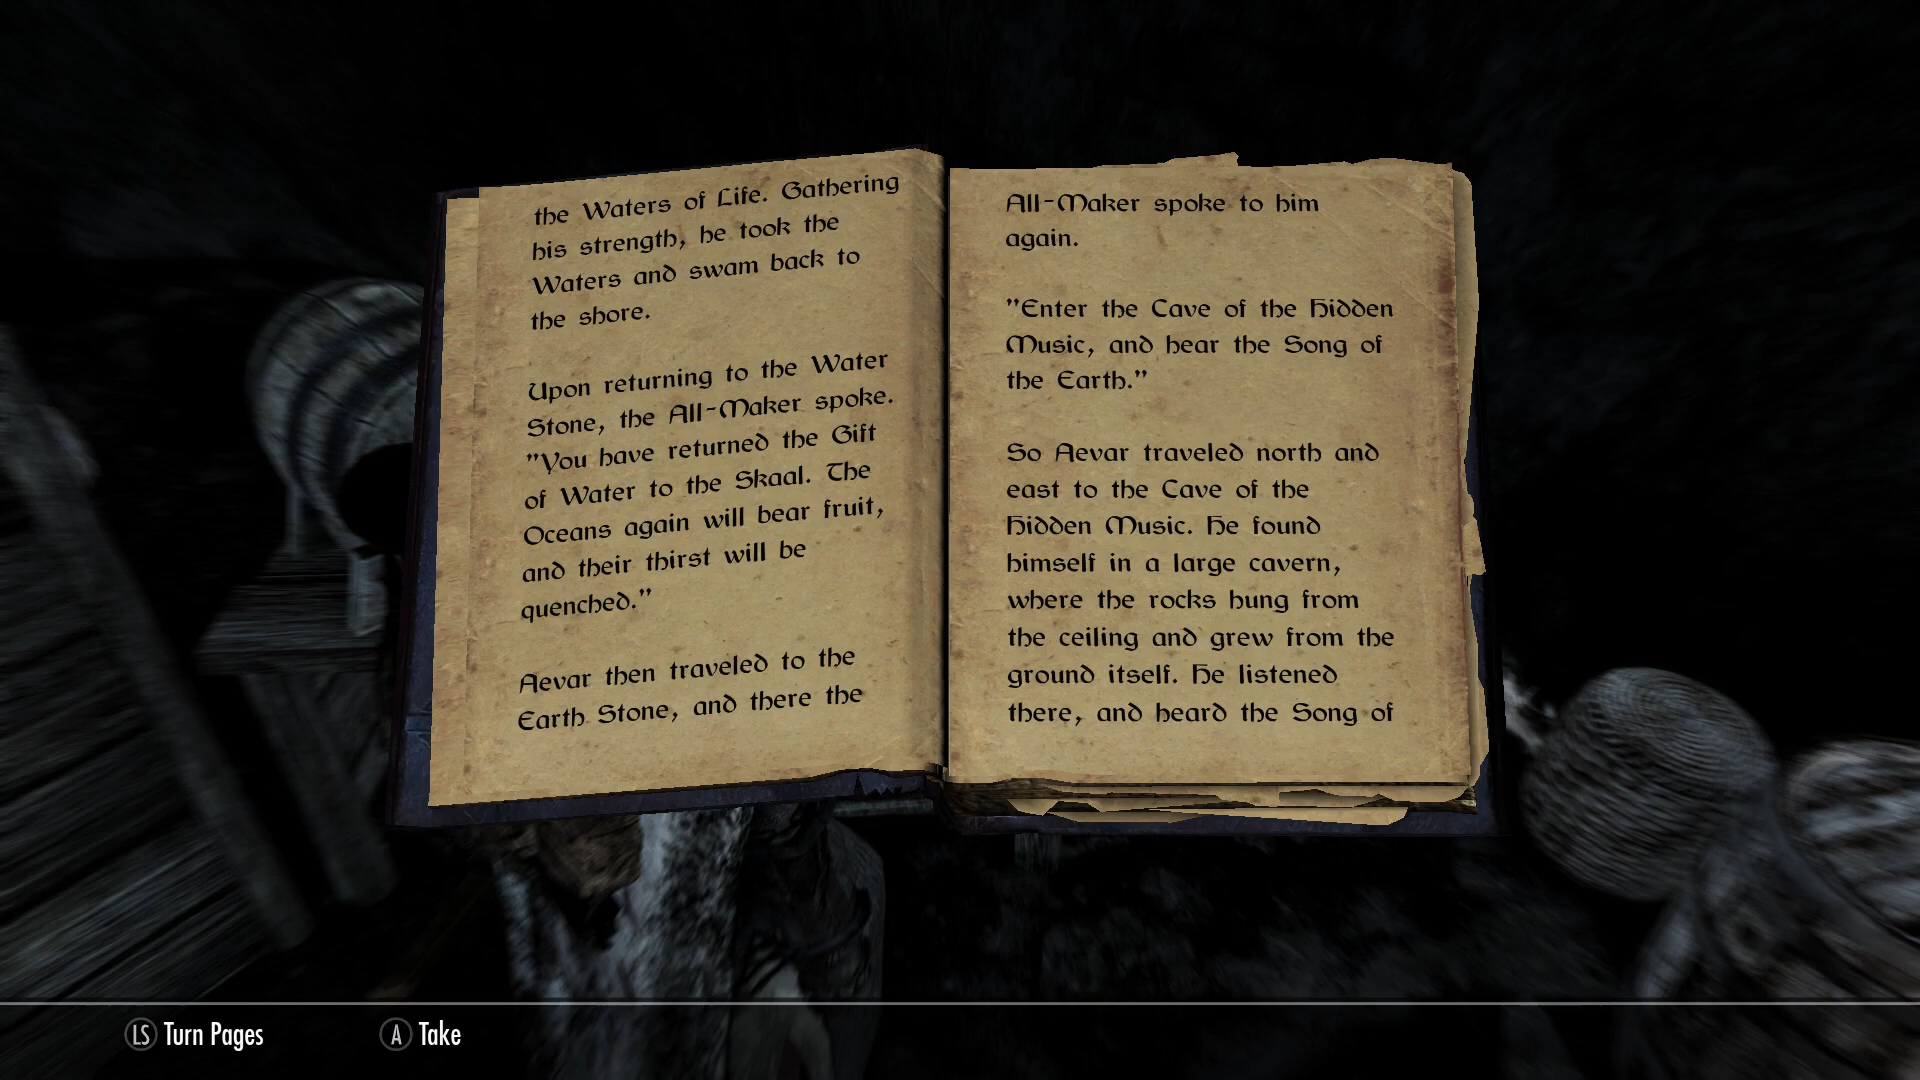 the Waters of Life. Gathering
his strength, he took the
Waters and swam back to
the shore.
Upon returning to the Water
Stone, the All-Maker spoke.
"You have returned the Gift
of Water to the Skaal. The
Oceans again will bear fruit,
and their thirst will be
quenched."
Aevar then traveled to the
Earth Stone, and there the
All-Maker spoke to him
again.
"Enter the Cave of the Hidden
Music, and hear the Song of
the Earth."
So Aevar traveled north and
east to the Cave of the
Hidden Music. He found
himself in a large cavern,
where the rocks hung from
the ceiling and grew from the
ground itself. He listened
there, and heard the Song of
LS Turn Pages
A Take